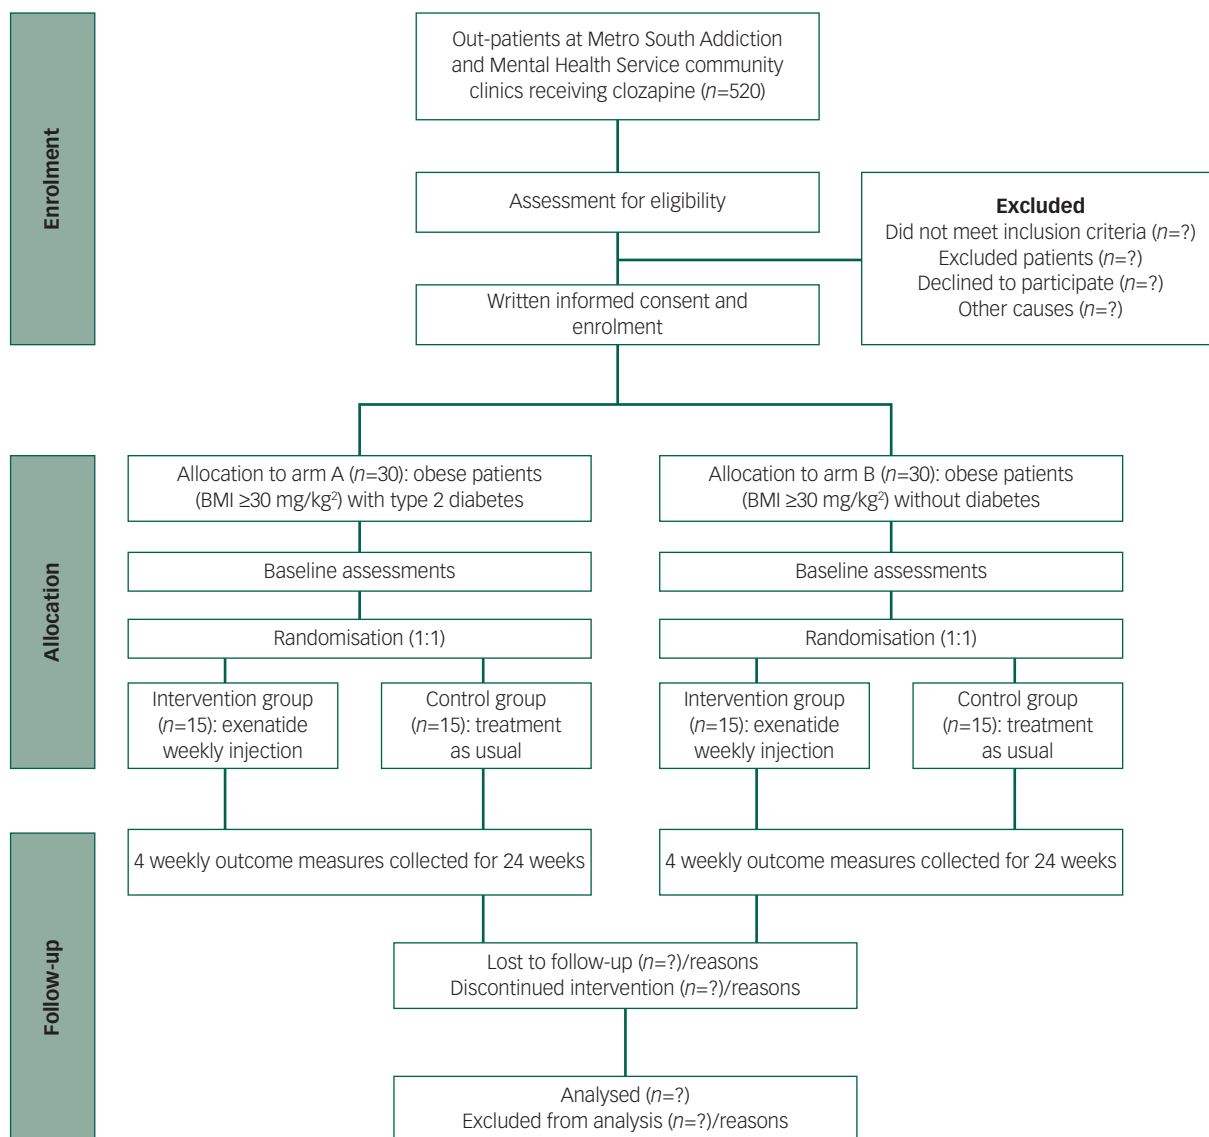 Enrolment
Out-patients at Metro South Addiction
and Mental Health Service community
clinics receiving clozapine (n=520)
Assessment for eligibility
Excluded
Did not meet inclusion criteria (n=?)
Excluded patients (n=?)
Declined to participate (n=?)
Other causes (n=?)
Written informed consent and
enrolment
Allocation
Allocation to arm A (n=30): obese patients
(BMI ≥30 mg/kg²) with type 2 diabetes
Allocation to arm B (n=30): obese patients
(BMI ≥30 mg/kg²) without diabetes
Baseline assessments
Baseline assessments
Randomisation (1:1)
Randomisation (1:1)
Intervention group
(n=15): exenatide
weekly injection
Control group
(n=15): treatment
as usual
Intervention group
(n=15): exenatide
weekly injection
Control group
(n=15): treatment
as usual
Follow-up
4 weekly outcome measures collected for 24 weeks
4 weekly outcome measures collected for 24 weeks
Lost to follow-up (n=?)/reasons
Discontinued intervention (n=?)/reasons
Analysed (n=?)
Excluded from analysis (n=?)/reasons